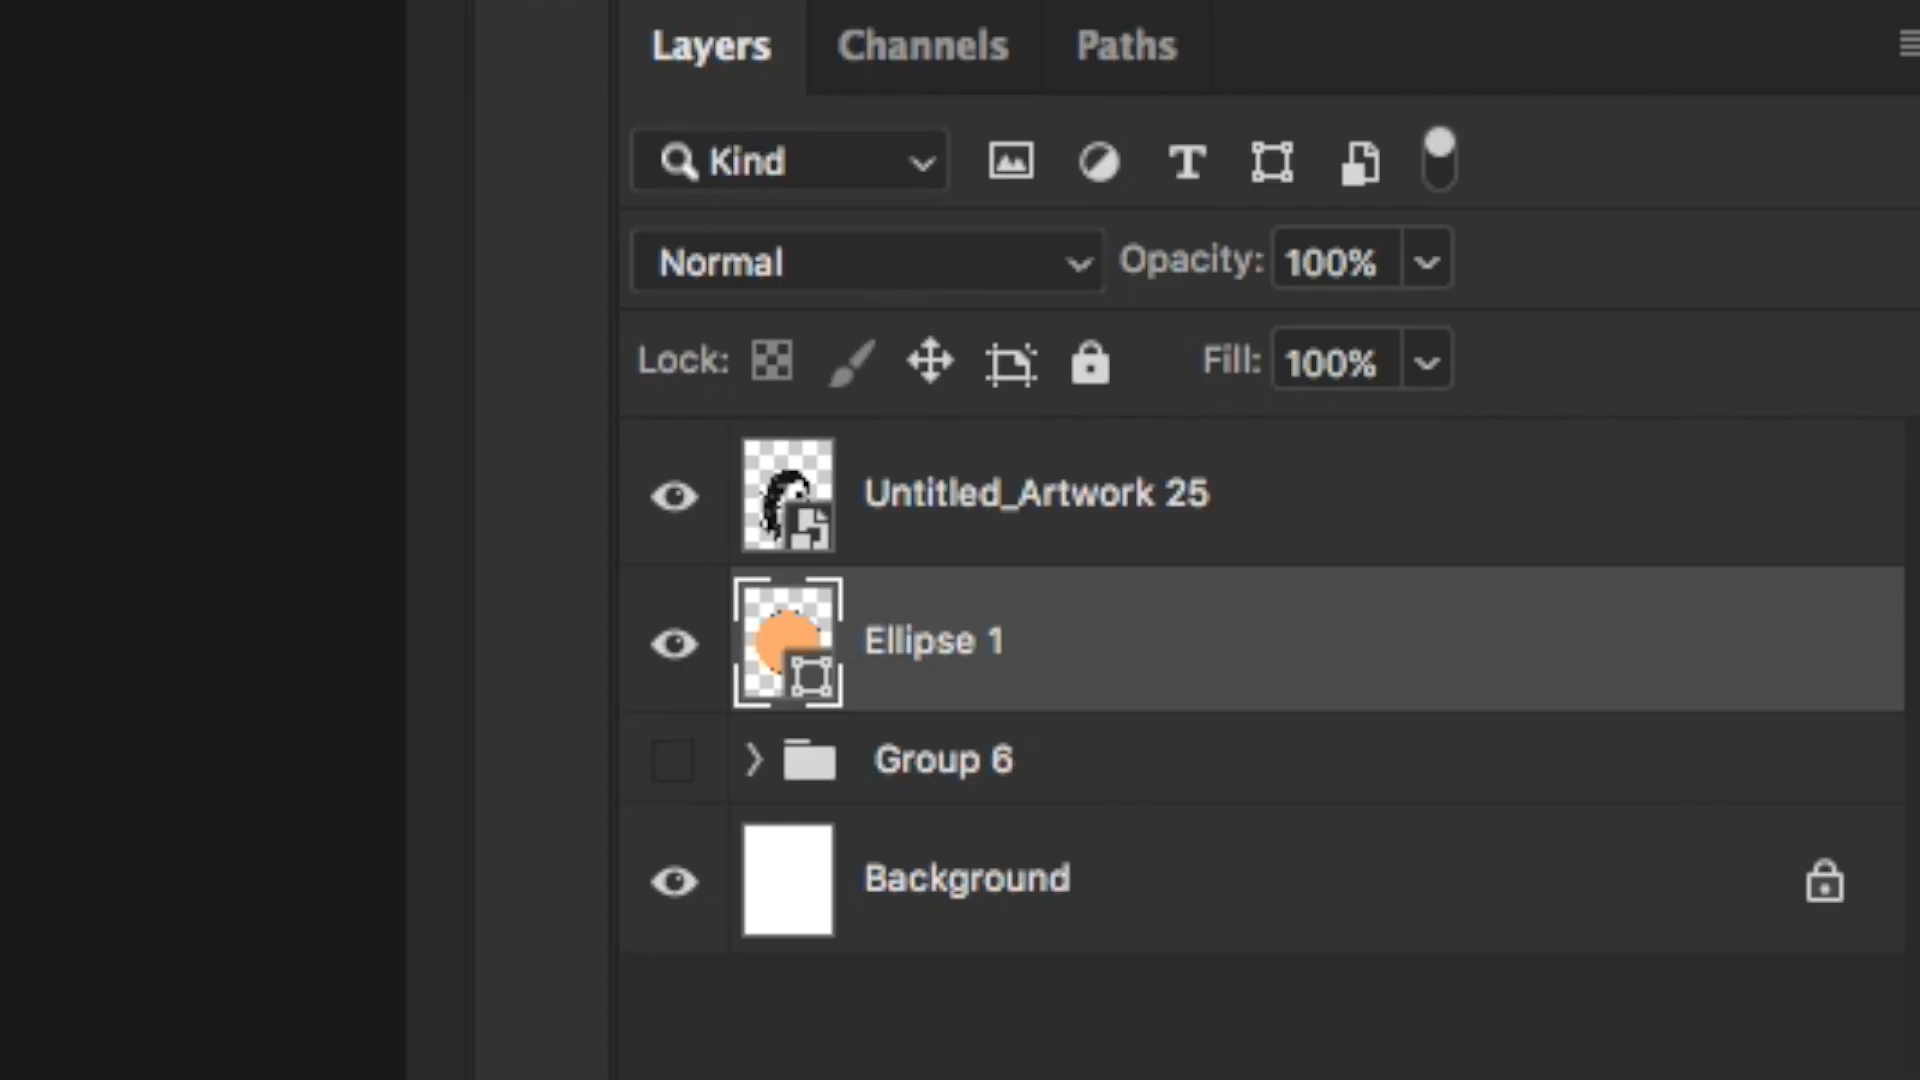 Layers Channels Paths
Kind T
Normal Opacity: 100%
Lock: Fill: 100%
Untitled_Artwork 25
Ellipse 1
Group 6
Background